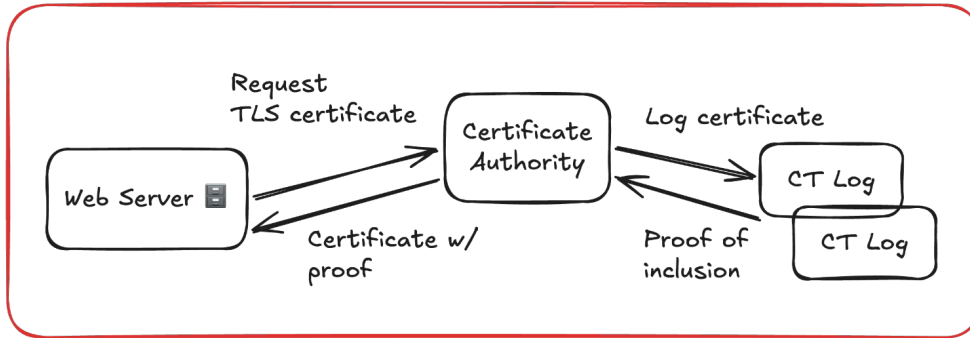 Request
TLS certificate
Certificate
Authority
Log certificate
Web Server
CT Log
CT Log
Certificate w/
proof
Proof of
inclusion